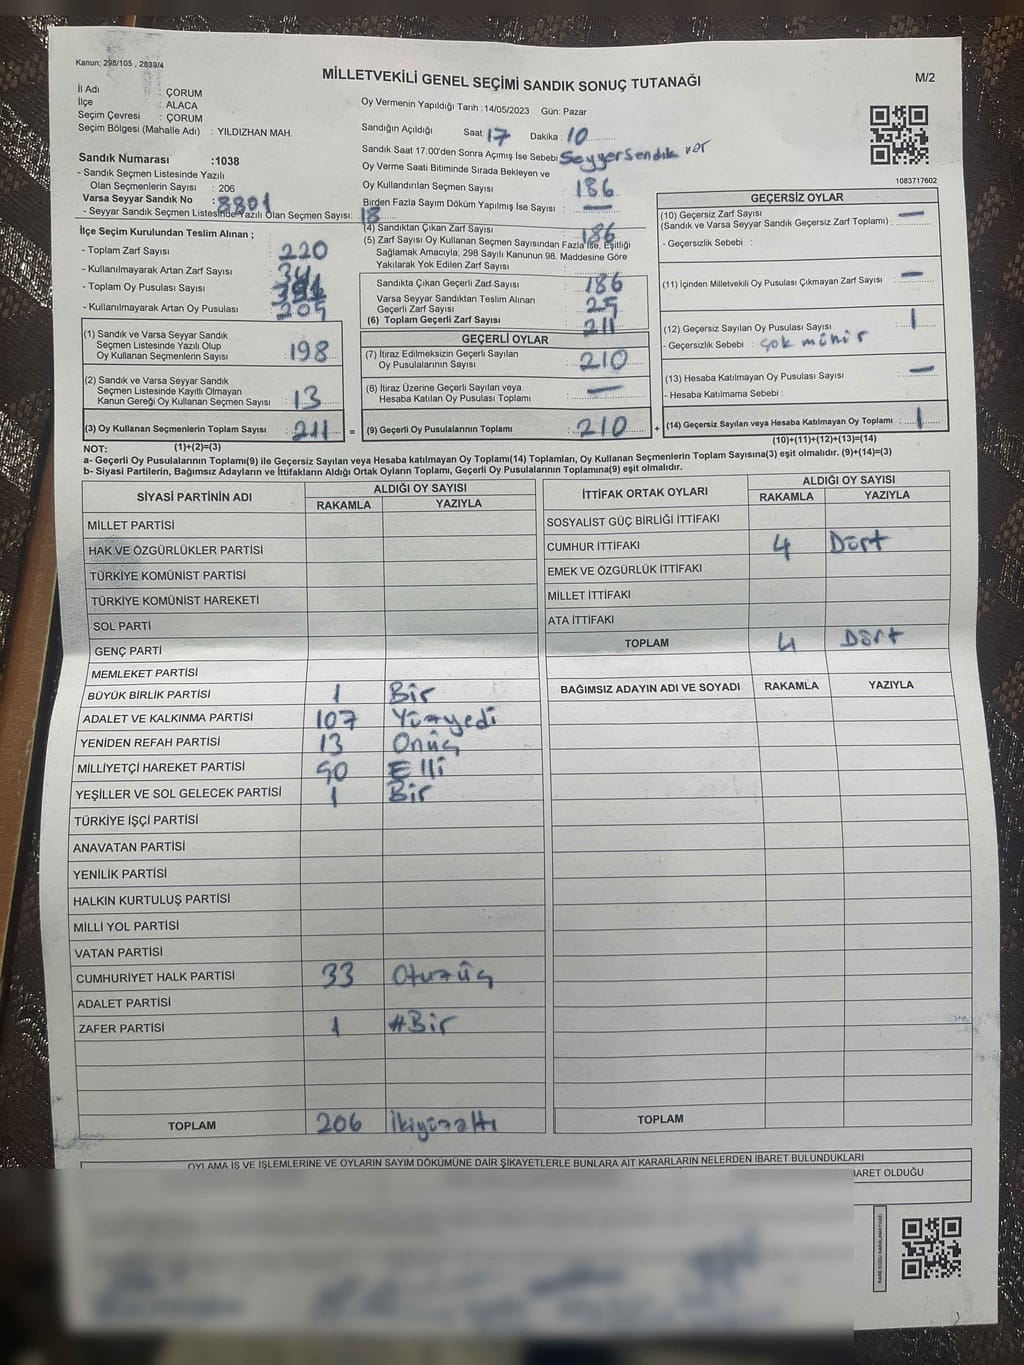 Kanun; 298/105 , 2839/4
MİLLETVEKİLİ GENEL SEÇİMİ SANDIK SONUÇ TUTANAĞI
M/2
İl Adı : ÇORUM
İlçe : ALACA
Seçim Çevresi : ÇORUM
Seçim Bölgesi (Mahalle Adı) : YILDIZHAN MAH.
Sandık Numarası :1038
- Sandık Seçmen Listesinde Yazılı
Olan Seçmenlerin Sayısı : 206
Varsa Seyyar Sandık No : 8801
- Seyyar Sandık Seçmen Listesinde Yazılı Olan Seçmen Sayısı: 18
Oy Vermenin Yapıldığı Tarih :14/05/2023 Gün: Pazar
Sandığın Açıldığı Saat: 17 Dakika : 10
Sandık Saat 17:00'den Sonra Açımış İse Sebebi Seyyersendık ver
Oy Verme Saati Bitiminde Sırada Bekleyen ve
Oy Kullandırılan Seçmen Sayısı : 186
Birden Fazla Sayım Döküm Yapılmış İse Sayısı : —
1083717602
İlçe Seçim Kurulundan Teslim Alınan ;
- Toplam Zarf Sayısı : 220
- Kullanılmayarak Artan Zarf Sayısı :
- Toplam Oy Pusulası Sayısı :
- Kullanılmayarak Artan Oy Pusulası : 205
(1) Sandık ve Varsa Seyyar Sandık
Seçmen Listesinde Yazılı Olup
Oy Kullanan Seçmenlerin Sayısı : 198
(2) Sandık ve Varsa Seyyar Sandık
Seçmen Listesinde Kayıtlı Olmayan
Kanun Gereği Oy Kullanan Seçmen Sayısı : 13
(3) Oy Kullanan Seçmenlerin Toplam Sayısı : 211 =
(4) Sandıktan Çıkan Zarf Sayısı : 186
(5) Zarf Sayısı Oy Kullanan Seçmen Sayısından Fazla İse, Eşitliği
Sağlamak Amacıyla; 298 Sayılı Kanunun 98. Maddesine Göre
Yakılarak Yok Edilen Zarf Sayısı :
Sandıkta Çıkan Geçerli Zarf Sayısı : 186
Varsa Seyyar Sandıktan Teslim Alınan
Geçerli Zarf Sayısı : 25
(6) Toplam Geçerli Zarf Sayısı : 211
GEÇERLİ OYLAR
(7) İtiraz Edilmeksizin Geçerli Sayılan
Oy Pusulalarının Sayısı : 210
(8) İtiraz Üzerine Geçerli Sayılan veya
Hesaba Katılan Oy Pusulası Toplamı : —
(9) Geçerli Oy Pusulalarının Toplamı : 210 +
GEÇERSİZ OYLAR
(10) Geçersiz Zarf Sayısı
(Sandık ve Varsa Seyyar Sandık Geçersiz Zarf Toplamı) : —
- Geçersizlik Sebebi :
(11) İçinden Milletvekili Oy Pusulası Çıkmayan Zarf Sayısı : —
(12) Geçersiz Sayılan Oy Pusulası Sayısı : 1
- Geçersizlik Sebebi : çok mühür
(13) Hesaba Katılmayan Oy Pusulası Sayısı : —
- Hesaba Katılmama Sebebi :
(14) Geçersiz Sayılan veya Hesaba Katılmayan Oy Toplamı : 1
NOT: (1)+(2)=(3)
(10)+(11)+(12)+(13)=(14)
a- Geçerli Oy Pusulalarının Toplamı(9) ile Geçersiz Sayılan veya Hesaba katılmayan Oy Toplamı(14) Toplamları, Oy Kullanan Seçmenlerin Toplam Sayısına(3) eşit olmalıdır. (9)+(14)=(3)
b- Siyasi Partilerin, Bağımsız Adayların ve İttifakların Aldığı Ortak Oyların Toplamı, Geçerli Oy Pusulalarının Toplamına(9) eşit olmalıdır.
SİYASİ PARTİNİN ADI ALDIĞI OY SAYISI
RAKAMLA YAZIYLA
MİLLET PARTİSİ
HAK VE ÖZGÜRLÜKLER PARTİSİ
TÜRKİYE KOMÜNİST PARTİSİ
TÜRKİYE KOMÜNİST HAREKETİ
SOL PARTİ
GENÇ PARTİ
MEMLEKET PARTİSİ
BÜYÜK BİRLİK PARTİSİ 1 Bir
ADALET VE KALKINMA PARTİSİ 107 Yüzyedi
YENİDEN REFAH PARTİSİ 13 Onüç
MİLLİYETÇİ HAREKET PARTİSİ 50 Elli
YEŞİLLER VE SOL GELECEK PARTİSİ 1 Bir
TÜRKİYE İŞÇİ PARTİSİ
ANAVATAN PARTİSİ
YENİLİK PARTİSİ
HALKIN KURTULUŞ PARTİSİ
MİLLİ YOL PARTİSİ
VATAN PARTİSİ
CUMHURİYET HALK PARTİSİ 33 Otuzüç
ADALET PARTİSİ
ZAFER PARTİSİ 1 #Bir
TOPLAM 206 İkiyüzaltı
İTTİFAK ORTAK OYLARI ALDIĞI OY SAYISI
RAKAMLA YAZIYLA
SOSYALİST GÜÇ BİRLİĞİ İTTİFAKI
CUMHUR İTTİFAKI 4 Dört
EMEK VE ÖZGÜRLÜK İTTİFAKI
MİLLET İTTİFAKI
ATA İTTİFAKI
TOPLAM 4 Dört
BAĞIMSIZ ADAYIN ADI VE SOYADI RAKAMLA YAZIYLA
TOPLAM
OYLAMA İŞ VE İŞLEMLERİNE VE OYLARIN SAYIM DÖKÜMÜNE DAİR ŞİKAYETLERLE BUNLARA AİT KARARLARIN NELERDEN İBARET BULUNDUKLARI
BARET OLDUĞU